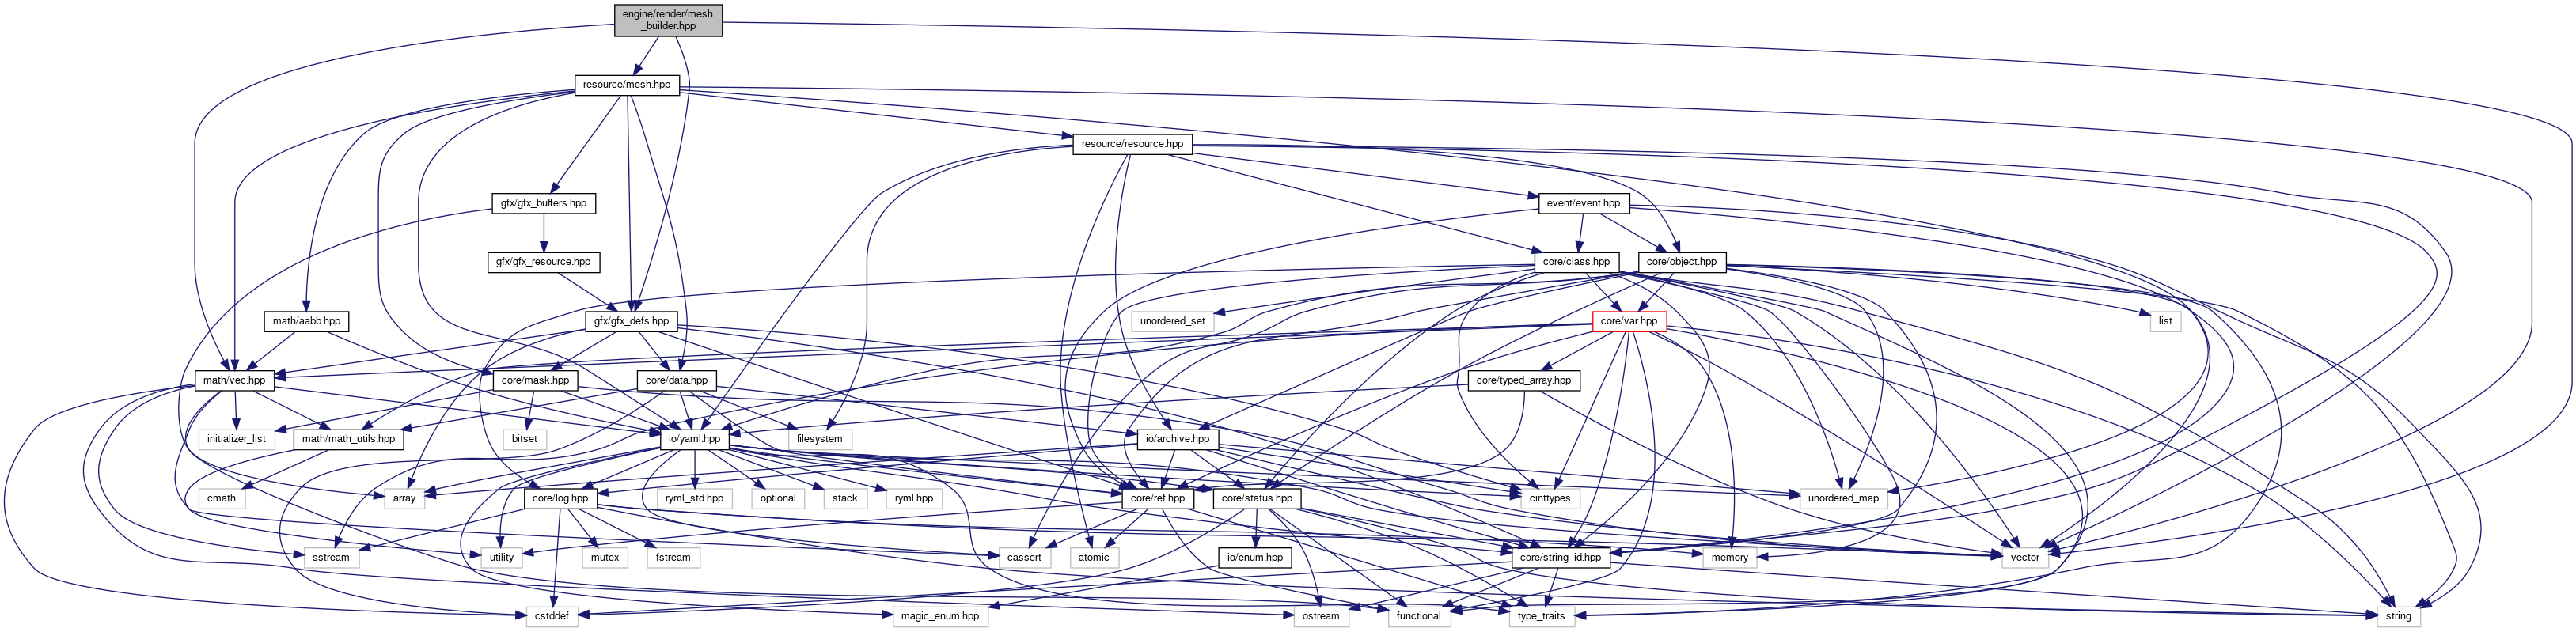 engine/render/mesh
_builder.hpp
resource/mesh.hpp
resource/resource.hpp
gfx/gfx_buffers.hpp
event/event.hpp
gfx/gfx_resource.hpp
core/class.hpp
core/object.hpp
math/aabb.hpp
gfx/gfx_defs.hpp
unordered_set
core/var.hpp
list
math/vec.hpp
core/mask.hpp
core/data.hpp
core/typed_array.hpp
initializer_list
math/math_utils.hpp
bitset
io/yaml.hpp
filesystem
io/archive.hpp
cmath
array
core/log.hpp
ryml_std.hpp
optional
stack
ryml.hpp
core/ref.hpp
core/status.hpp
cinttypes
unordered_map
sstream
utility
mutex
fstream
cassert
atomic
io/enum.hpp
core/string_id.hpp
memory
vector
cstddef
magic_enum.hpp
ostream
functional
type_traits
string